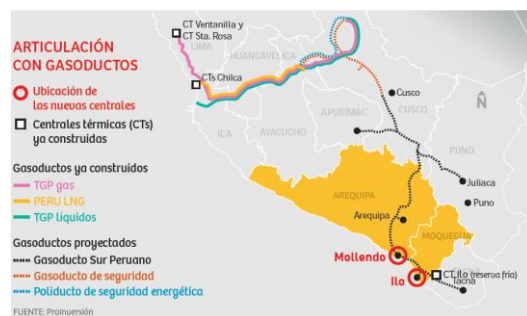 ARTICULACIÓN
CON GASODUCTOS
Ubicación de
las nuevas centrales
Centrales térmicas (CTs)
ya construidas
Gasoductos ya construidos
TGP gas
PERÚ LNG
TGP líquidos
Gasoductos proyectados
Gasoducto Sur Peruano
Gasoducto de seguridad
Poliducto de seguridad energética
FUENTE: Proinversión
CT Ventanilla y
CT Sta. Rosa
LIMA
HUANCAVELICA
CTs Chilca
ICA
AYACUCHO
APURÍMAC
Cusco
CUSCO
N
PUNO
Juliaca
Puno
AREQUIPA
Arequipa
MOQUEGUA
Mollendo
Ilo
CT Ilo (reserva fría)
Tacna